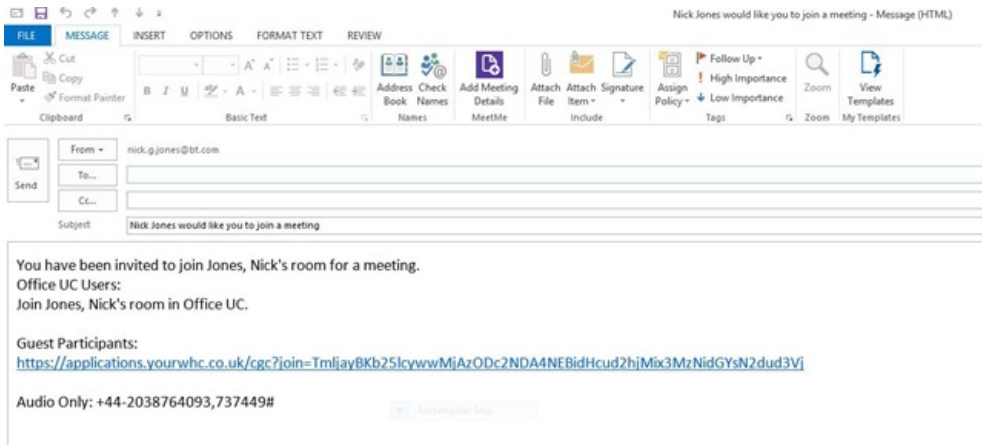 Nick Jones would like you to join a meeting - Message (HTML)
FILE MESSAGE INSERT OPTIONS FORMAT TEXT REVIEW
Paste
Cut
Copy
Format Painter
Clipboard
B I U
Basic Text
Address Book
Check Names
Names
Add Meeting Details
MeetMe
Attach File
Attach Item
Signature
Include
Assign Policy
Follow Up
High Importance
Low Importance
Tags
Zoom
Zoom
View Templates
My Templates
Send
From nick.g.jones@bt.com
To...
Cc...
Subject Nick Jones would like you to join a meeting
You have been invited to join Jones, Nick's room for a meeting.
Office UC Users:
Join Jones, Nick's room in Office UC.
Guest Participants:
https://applications.yourwhc.co.uk/cgc?join=TmljayBKb25lcywwMjAzODc2NDA4NEBidHcud2hjMix3MzNidGYsN2dud3Vj
Audio Only: +44-2038764093,737449#
Rectangular Snip